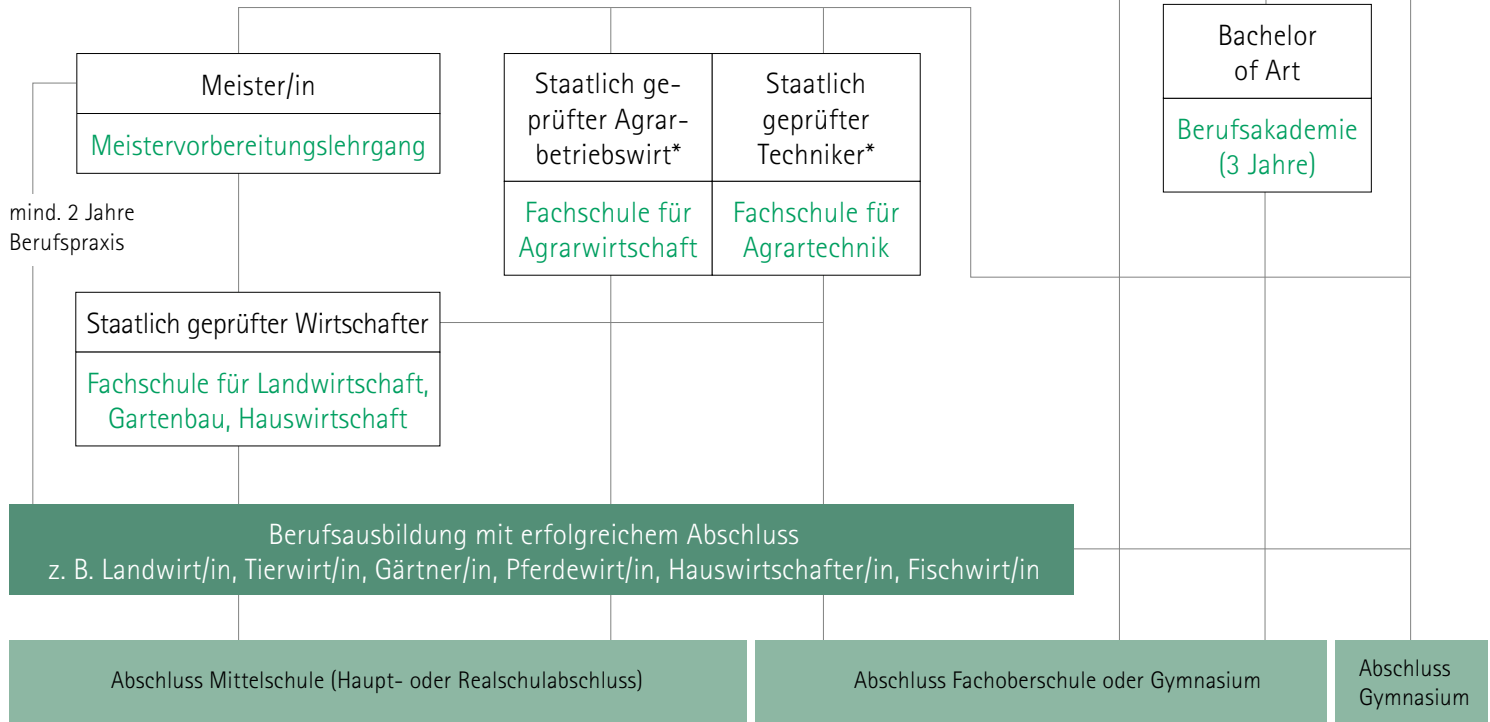 Bachelor
of Art
Berufsakademie
(3 Jahre)
Meister/in
Meistervorbereitungslehrgang
Staatlich ge-
prüfter Agrar-
betriebswirt*
Fachschule für
Agrarwirtschaft
Staatlich
geprüfter
Techniker*
Fachschule für
Agrartechnik
mind. 2 Jahre
Berufspraxis
Staatlich geprüfter Wirtschafter
Fachschule für Landwirtschaft,
Gartenbau, Hauswirtschaft
Berufsausbildung mit erfolgreichem Abschluss
z. B. Landwirt/in, Tierwirt/in, Gärtner/in, Pferdewirt/in, Hauswirtschafter/in, Fischwirt/in
Abschluss Mittelschule (Haupt- oder Realschulabschluss)
Abschluss Fachoberschule oder Gymnasium
Abschluss
Gymnasium